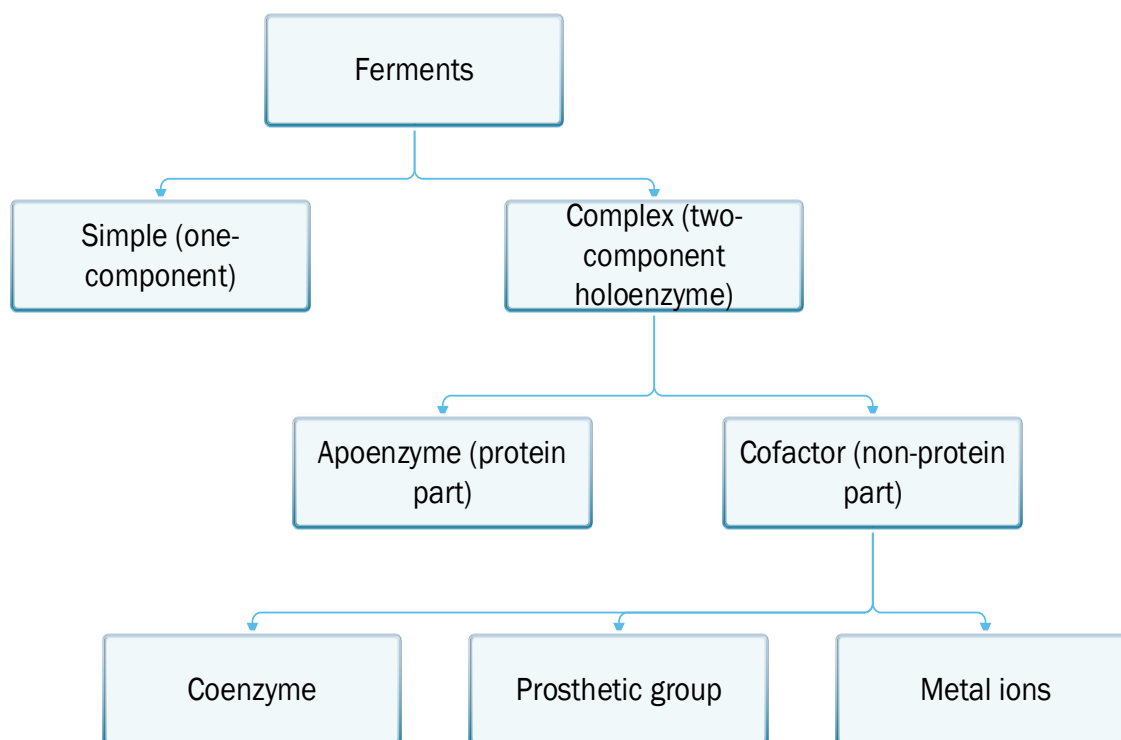 Ferments
Simple (one-
component)
Complex (two-
component
holoenzyme)
Apoenzyme (protein
part)
Cofactor (non-protein
part)
Coenzyme
Prosthetic group
Metal ions